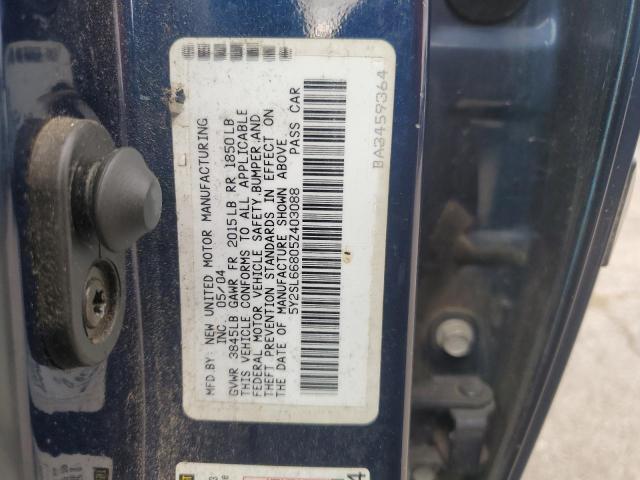 MFD. BY: NEW UNITED MOTOR MANUFACTURING
INC. 05/04
GVWR 3845LB GAWR FR 2015LB RR 1850LB
THIS VEHICLE CONFORMS TO ALL APPLICABLE
FEDERAL MOTOR VEHICLE SAFETY,BUMPER,AND
THEFT PREVENTION STANDARDS IN EFFECT ON
THE DATE OF MANUFACTURE SHOWN ABOVE.
5Y2SL66805Z403088 PASS CAR
BA3459364